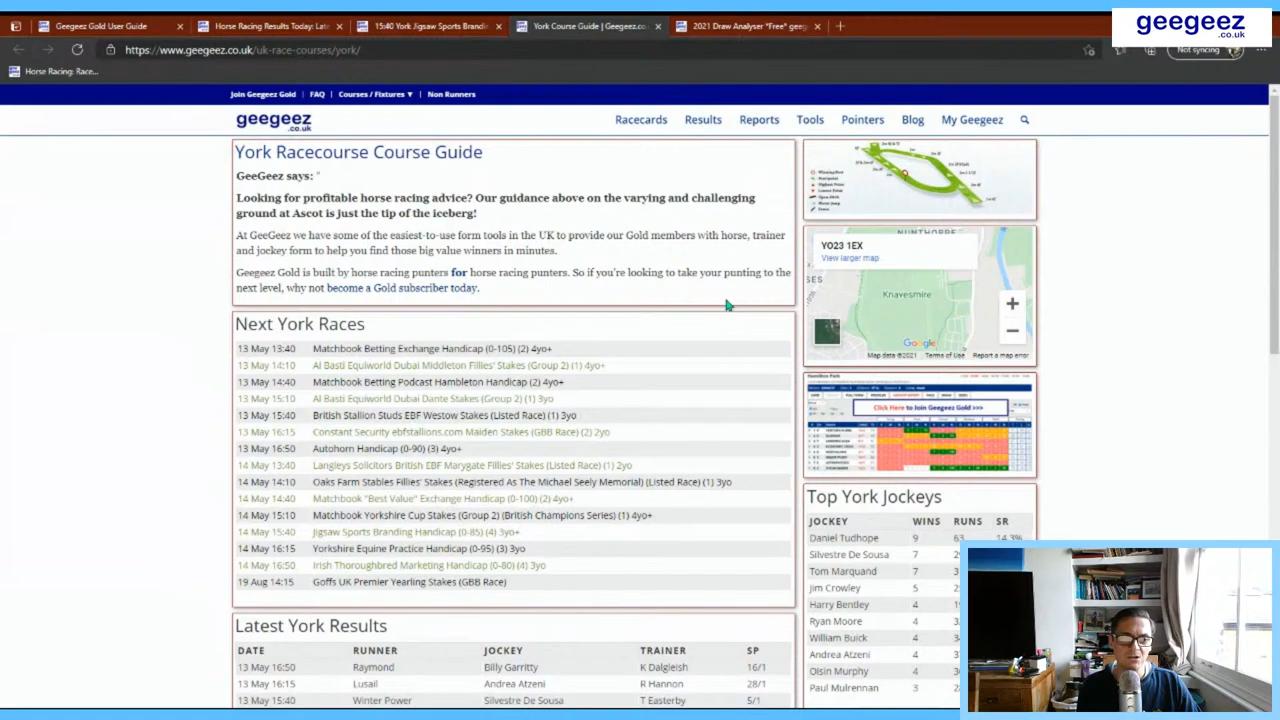 Geegeez Gold User Guide
Horse Racing Results Today: Late
15:40 York Jigsaw Sports Brandin
York Course Guide | Geegeez.co
2021 Draw Analyser *Free* geeg
geegeez
.co.uk
https://www.geegeez.co.uk/uk-race-courses/york/
Not syncing
Horse Racing: Race...
Join Geegeez Gold | FAQ | Courses / Fixtures ▼ | Non Runners
geegeez
.co.uk
Racecards Results Reports Tools Pointers Blog My Geegeez
York Racecourse Course Guide
GeeGeez says: "
Looking for profitable horse racing advice? Our guidance above on the varying and challenging
ground at Ascot is just the tip of the iceberg!
At GeeGeez we have some of the easiest-to-use form tools in the UK to provide our Gold members with horse, trainer
and jockey form to help you find those big value winners in minutes.
Geegeez Gold is built by horse racing punters for horse racing punters. So if you're looking to take your punting to the
next level, why not become a Gold subscriber today.
Next York Races
13 May 13:40 Matchbook Betting Exchange Handicap (0-105) (2) 4yo+
13 May 14:10 Al Basti Equiworld Dubai Middleton Fillies' Stakes (Group 2) (1) 4yo+
13 May 14:40 Matchbook Betting Podcast Hambleton Handicap (2) 4yo+
13 May 15:10 Al Basti Equiworld Dubai Dante Stakes (Group 2) (1) 3yo
13 May 15:40 British Stallion Studs EBF Westow Stakes (Listed Race) (1) 3yo
13 May 16:15 Constant Security ebfstallions.com Maiden Stakes (GBB Race) (2) 2yo
13 May 16:50 Autohorn Handicap (0-90) (3) 4yo+
14 May 13:40 Langleys Solicitors British EBF Marygate Fillies' Stakes (Listed Race) (1) 2yo
14 May 14:10 Oaks Farm Stables Fillies' Stakes (Registered As The Michael Seely Memorial) (Listed Race) (1) 3yo
14 May 14:40 Matchbook "Best Value" Exchange Handicap (0-100) (2) 4yo+
14 May 15:10 Matchbook Yorkshire Cup Stakes (Group 2) (British Champions Series) (1) 4yo+
14 May 15:40 Jigsaw Sports Branding Handicap (0-85) (4) 3yo+
14 May 16:15 Yorkshire Equine Practice Handicap (0-95) (3) 3yo
14 May 16:50 Irish Thoroughbred Marketing Handicap (0-80) (4) 3yo
19 Aug 14:15 Goffs UK Premier Yearling Stakes (GBB Race)
Latest York Results
DATE RUNNER JOCKEY TRAINER SP
13 May 16:50 Raymond Billy Garritty K Dalgleish 16/1
13 May 16:15 Lusail Andrea Atzeni R Hannon 28/1
13 May 15:40 Winter Power Silvestre De Sousa T Easterby 5/1
NUNTHORPE
YO23 1EX
View larger map
Knavesmire
Google
Map data ©2021 Terms of Use Report a map error
Hamilton Park
Click Here to Join Geegeez Gold >>>
Top York Jockeys
JOCKEY WINS RUNS SR
Daniel Tudhope 9 63 14.3%
Silvestre De Sousa 7
Tom Marquand 7
Jim Crowley 5
Harry Bentley 4
Ryan Moore 4
William Buick 4
Andrea Atzeni 4
Oisin Murphy 4
Paul Mulrennan 3